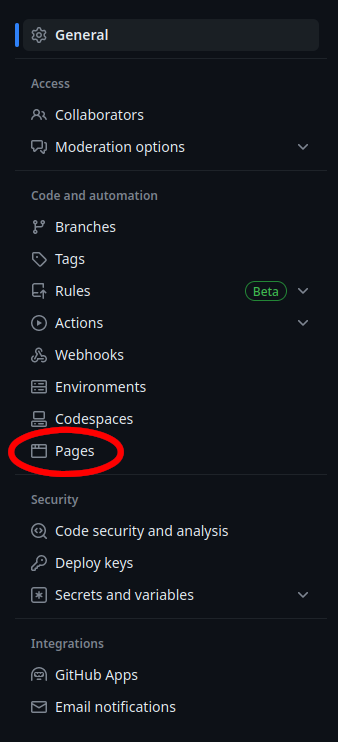 General
Access
Collaborators
Moderation options
Code and automation
Branches
Tags
Rules Beta
Actions
Webhooks
Environments
Codespaces
Pages
Security
Code security and analysis
Deploy keys
Secrets and variables
Integrations
GitHub Apps
Email notifications